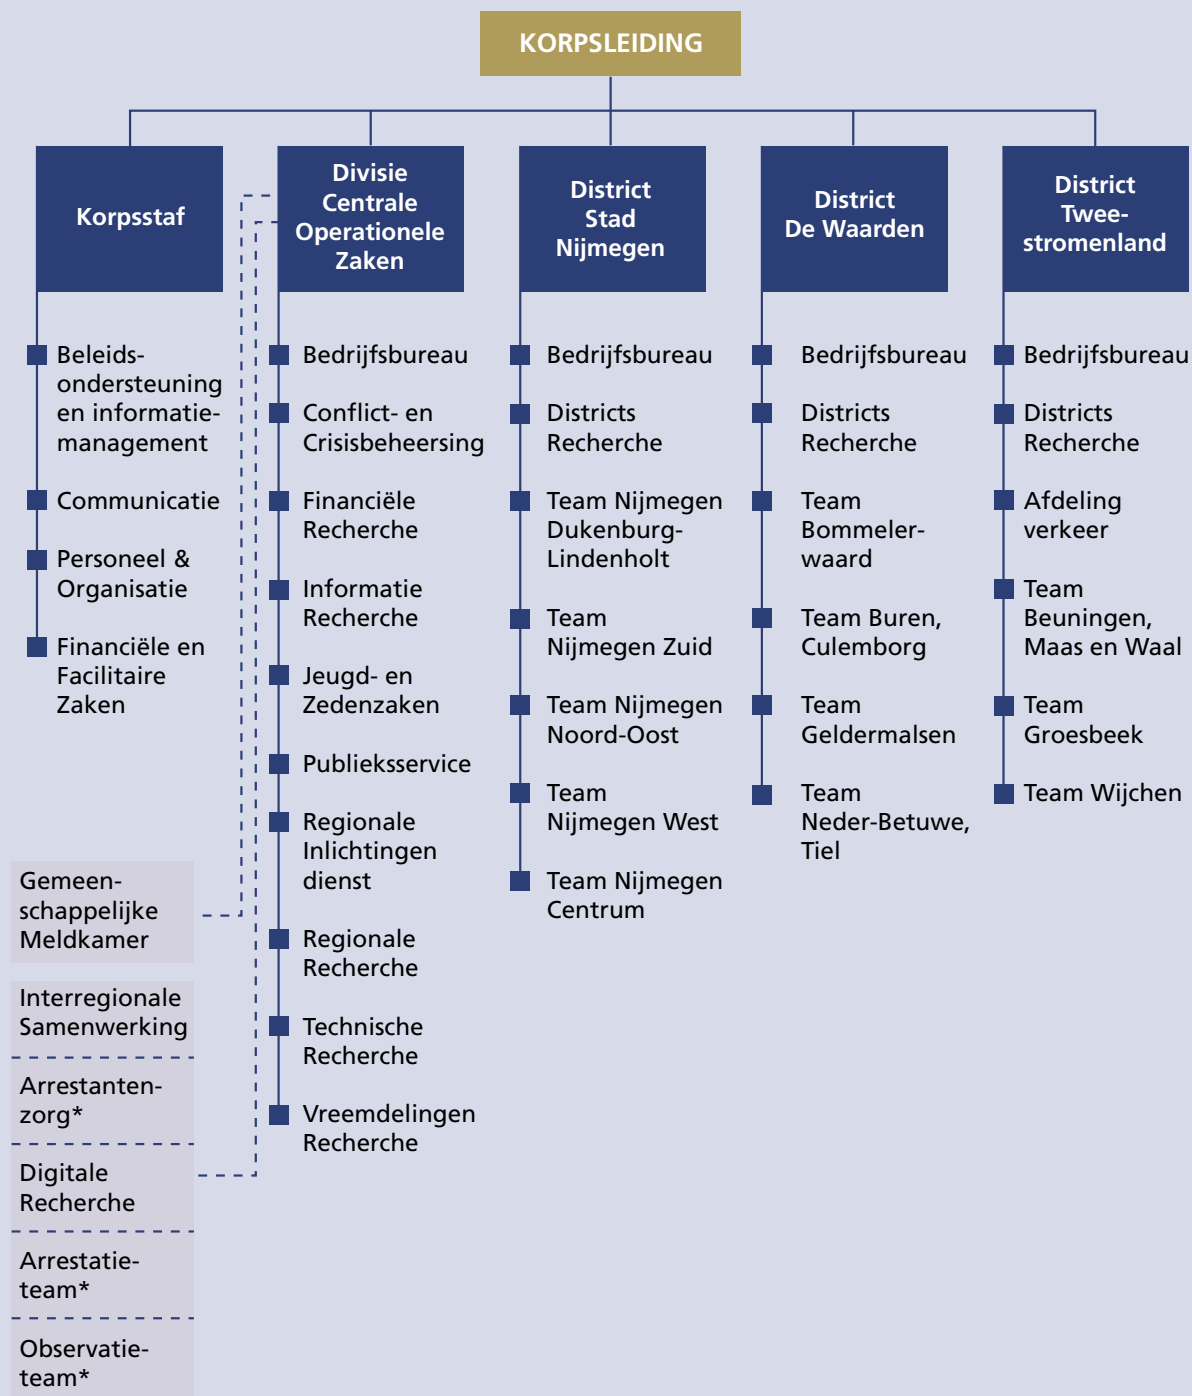 KORPSLEIDING
Korpsstaf
Beleids-
ondersteuning
en informatie-
management
Communicatie
Personeel &
Organisatie
Financiële en
Facilitaire
Zaken
Divisie
Centrale
Operationele
Zaken
Bedrijfsbureau
Conflict- en
Crisisbeheersing
Financiële
Recherche
Informatie
Recherche
Jeugd- en
Zedenzaken
Publieksservice
Regionale
Inlichtingen
dienst
Regionale
Recherche
Technische
Recherche
Vreemdelingen
Recherche
District
Stad
Nijmegen
Bedrijfsbureau
Districts
Recherche
Team Nijmegen
Dukenburg-
Lindenholt
Team
Nijmegen Zuid
Team Nijmegen
Noord-Oost
Team
Nijmegen West
Team Nijmegen
Centrum
District
De Waarden
Bedrijfsbureau
Districts
Recherche
Team
Bommeler-
waard
Team Buren,
Culemborg
Team
Geldermalsen
Team
Neder-Betuwe,
Tiel
District
Twee-
stromenland
Bedrijfsbureau
Districts
Recherche
Afdeling
verkeer
Team
Beuningen,
Maas en Waal
Team
Groesbeek
Team Wijchen
Gemeen-
schappelijke
Meldkamer
Interregionale
Samenwerking
Arrestanten-
zorg*
Digitale
Recherche
Arrestatie-
team*
Observatie-
team*